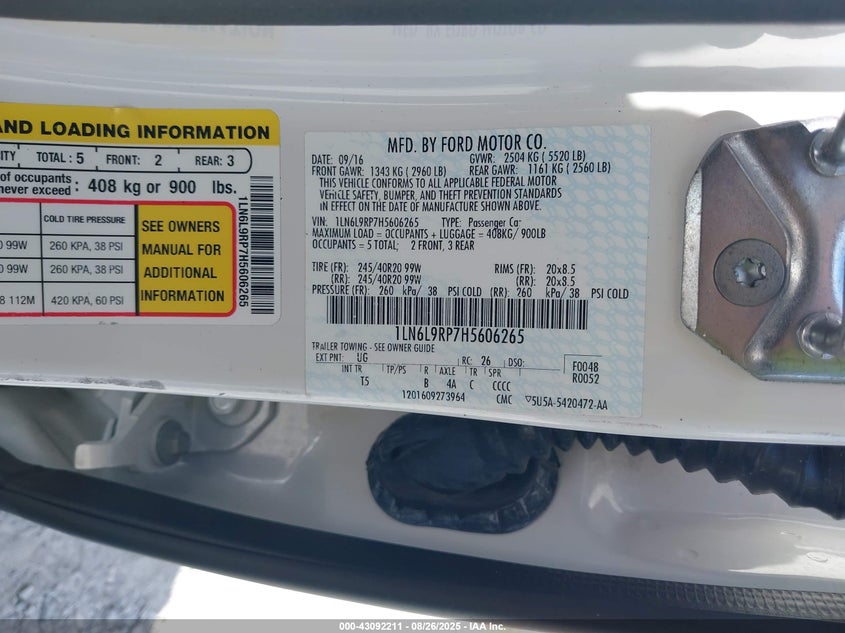 AND LOADING INFORMATION
CITY TOTAL: 5 FRONT: 2 REAR: 3
of occupants
never exceed: 408 kg or 900 lbs.
COLD TIRE PRESSURE
0 99W 260 KPA, 38 PSI
0 99W 260 KPA, 38 PSI
8 112M 420 KPA, 60 PSI
SEE OWNERS
MANUAL FOR
ADDITIONAL
INFORMATION
1LN6L9RP7H5606265
MFD. BY FORD MOTOR CO.
DATE: 09/16 GVWR: 2504 KG ( 5520 LB)
FRONT GAWR: 1343 KG ( 2960 LB) REAR GAWR: 1161 KG ( 2560 LB)
THIS VEHICLE CONFORMS TO ALL APPLICABLE FEDERAL MOTOR
VEHICLE SAFETY, BUMPER, AND THEFT PREVENTION STANDARDS
IN EFFECT ON THE DATE OF MANUFACTURE SHOWN ABOVE.
VIN: 1LN6L9RP7H5606265 TYPE: Passenger Car
MAXIMUM LOAD = OCCUPANTS + LUGGAGE = 408KG/ 900LB
OCCUPANTS = 5 TOTAL; 2 FRONT, 3 REAR
TIRE (FR): 245/40R20 99W RIMS (FR): 20x8.5
(RR): 245/40R20 99W (RR): 20x8.5
PRESSURE (FR): 260 kPa/ 38 PSI COLD (RR): 260 kPa/38 PSI COLD
1LN6L9RP7H5606265
TRAILER TOWING - SEE OWNER GUIDE
EXT PNT: UG RC: 26 DSO:
F0048
R0052
INT TR TP/PS R AXLE TR SPR
T5 B 4A C CCCC
1201609273964 CMC ▽5U5A-5420472-AA
000-43092211 - 08/26/2025 - IAA Inc.